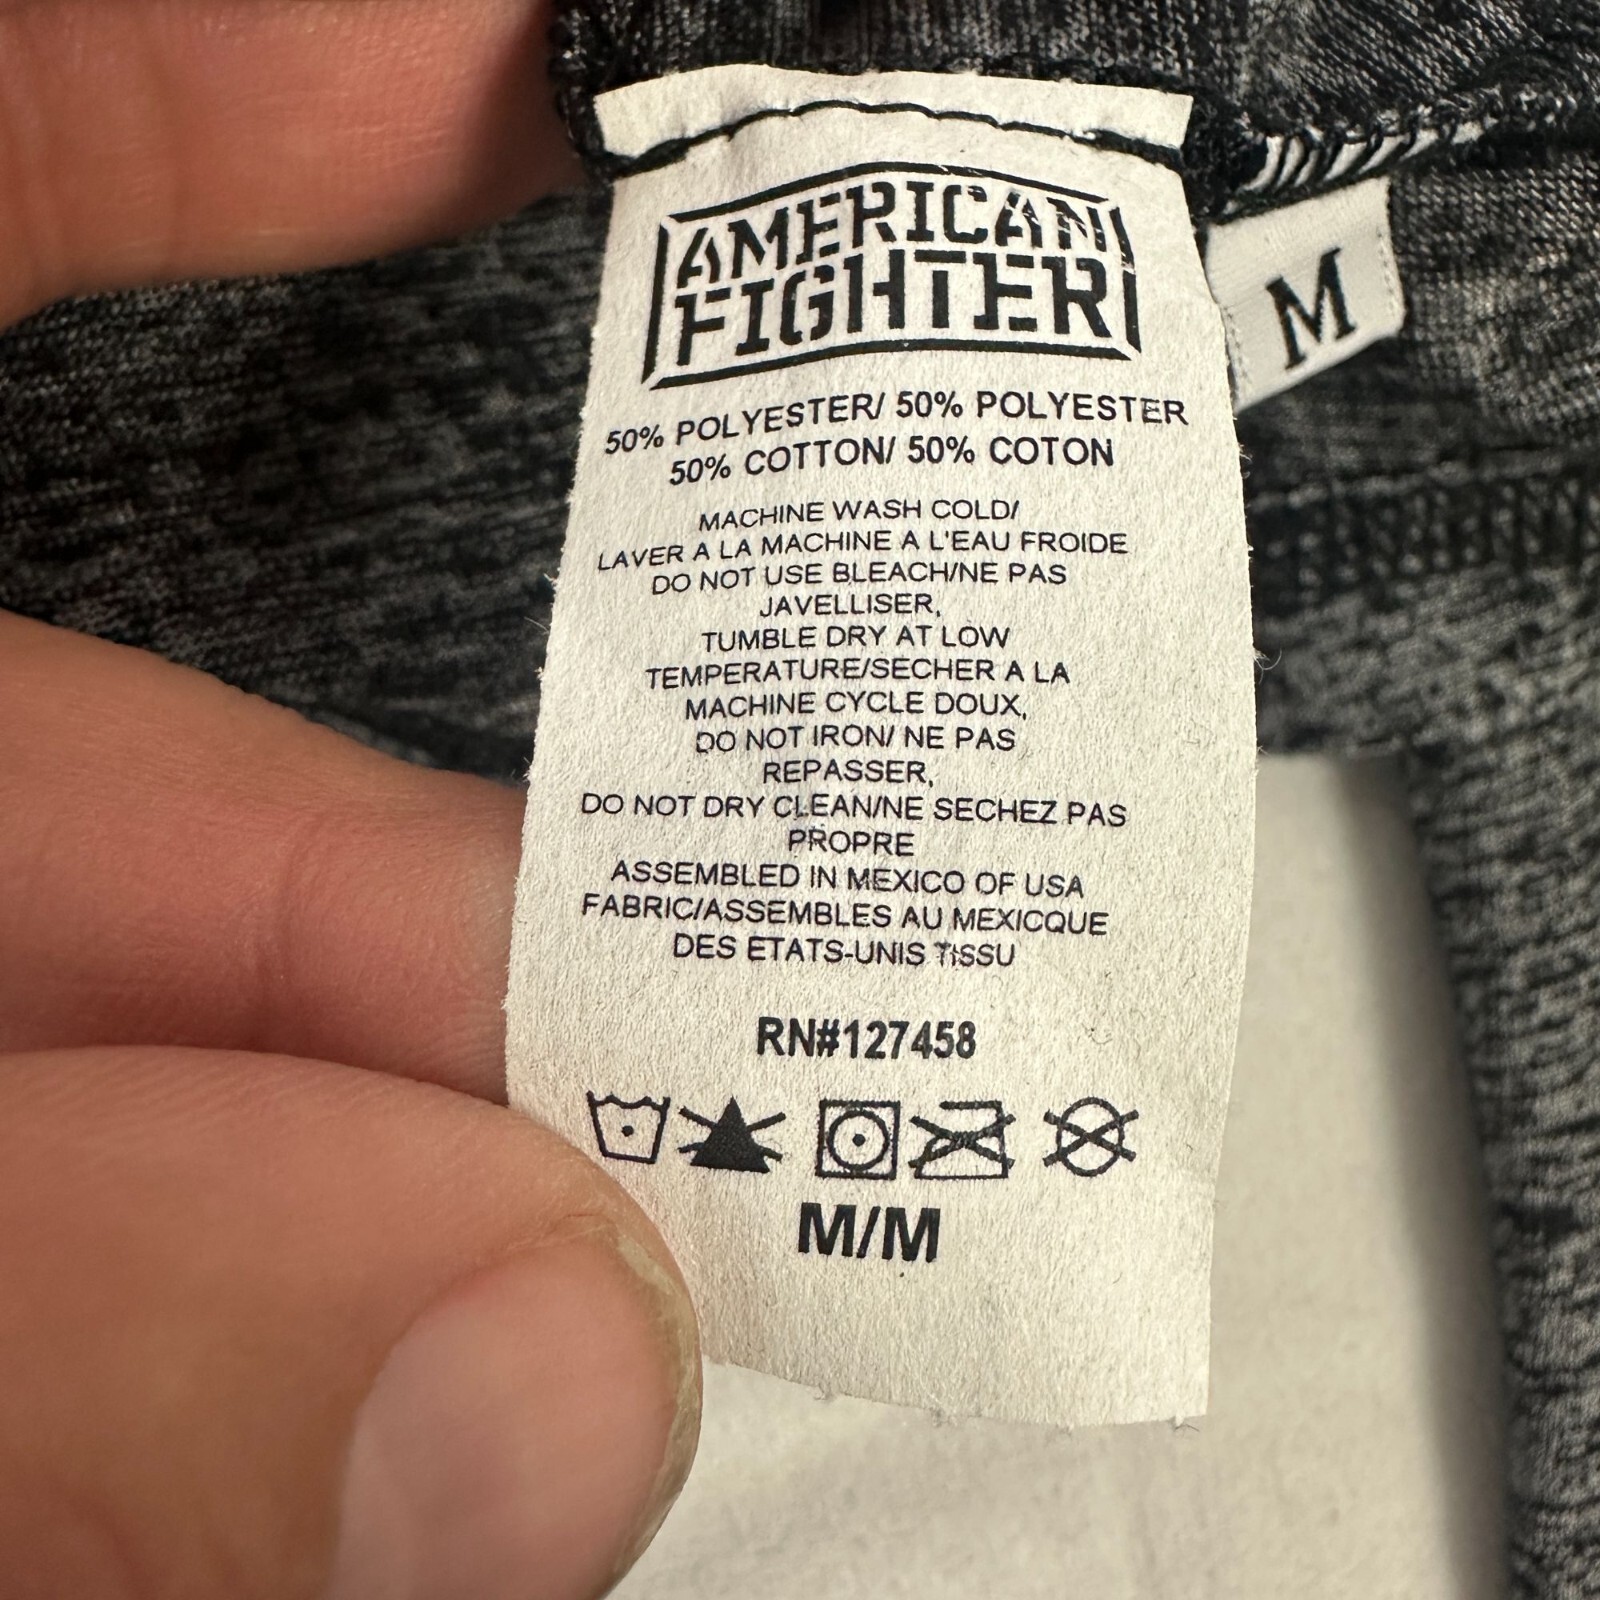 AMERICAN
FIGHTER
M
50% POLYESTER/ 50% POLYESTER
50% COTTON/ 50% COTON
MACHINE WASH COLD/
LAVER A LA MACHINE A L'EAU FROIDE
DO NOT USE BLEACH/NE PAS
JAVELLISER,
TUMBLE DRY AT LOW
TEMPERATURE/SECHER A LA
MACHINE CYCLE DOUX,
DO NOT IRON/ NE PAS
REPASSER,
DO NOT DRY CLEAN/NE SECHEZ PAS
PROPRE
ASSEMBLED IN MEXICO OF USA
FABRIC/ASSEMBLES AU MEXICQUE
DES ETATS-UNIS TISSU
RN#127458
M/M